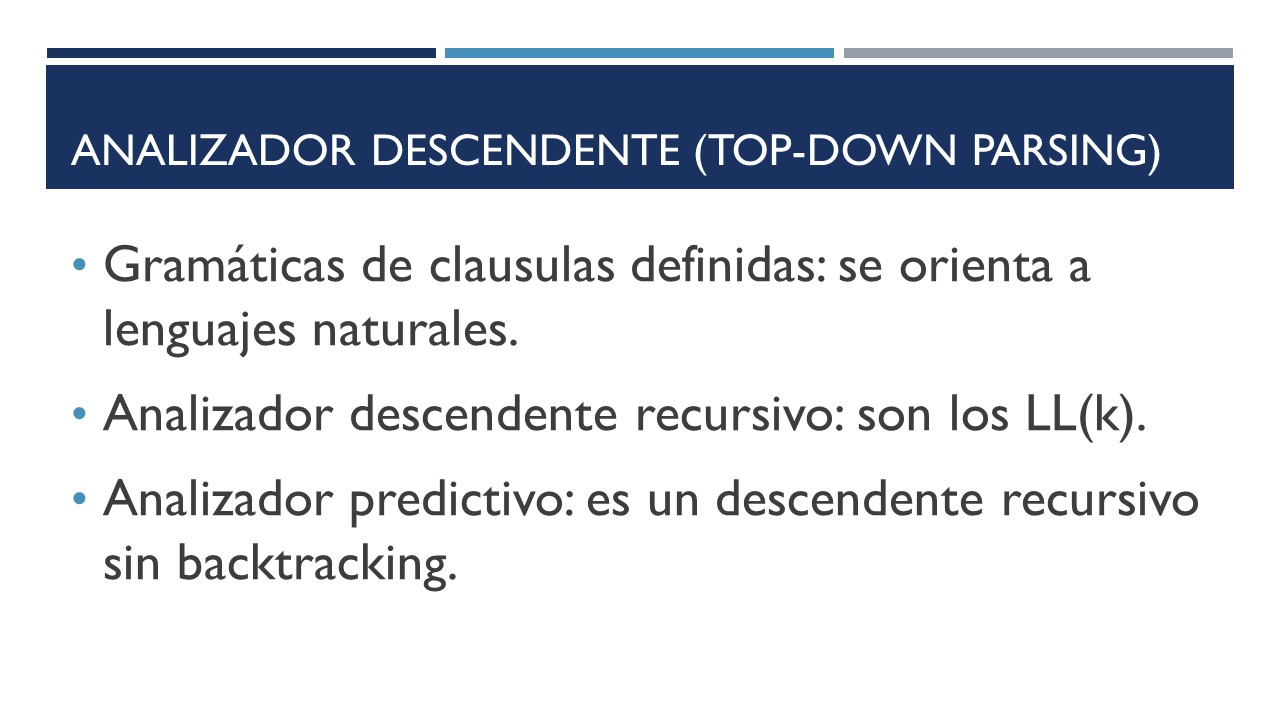 ANALIZADOR DESCENDENTE (TOP-DOWN PARSING)
• Gramáticas de clausulas definidas: se orienta a
lenguajes naturales.
• Analizador descendente recursivo: son los LL(k).
• Analizador predictivo: es un descendente recursivo
sin backtracking.